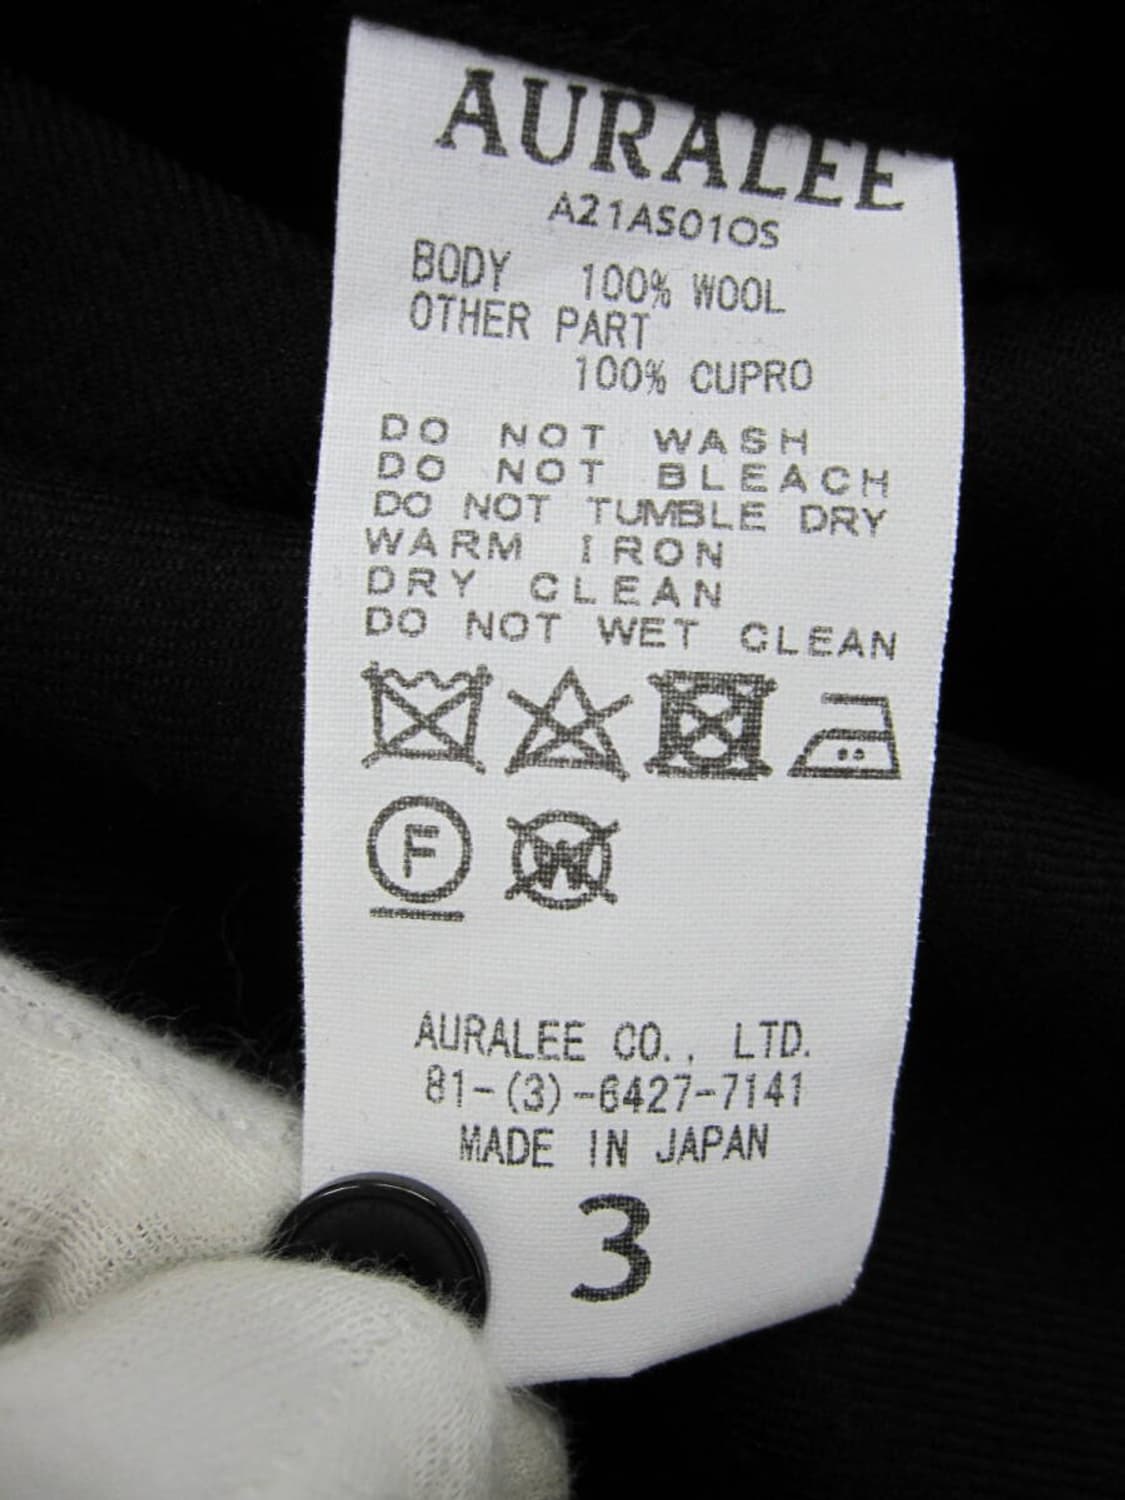 AURALEE
A21AS01OS
BODY 100% WOOL
OTHER PART
100% CUPRO
DO NOT WASH
DO NOT BLEACH
DO NOT TUMBLE DRY
WARM IRON
DRY CLEAN
DO NOT WET CLEAN
F W
AURALEE CO., LTD.
81-(3)-6427-7141
MADE IN JAPAN
3